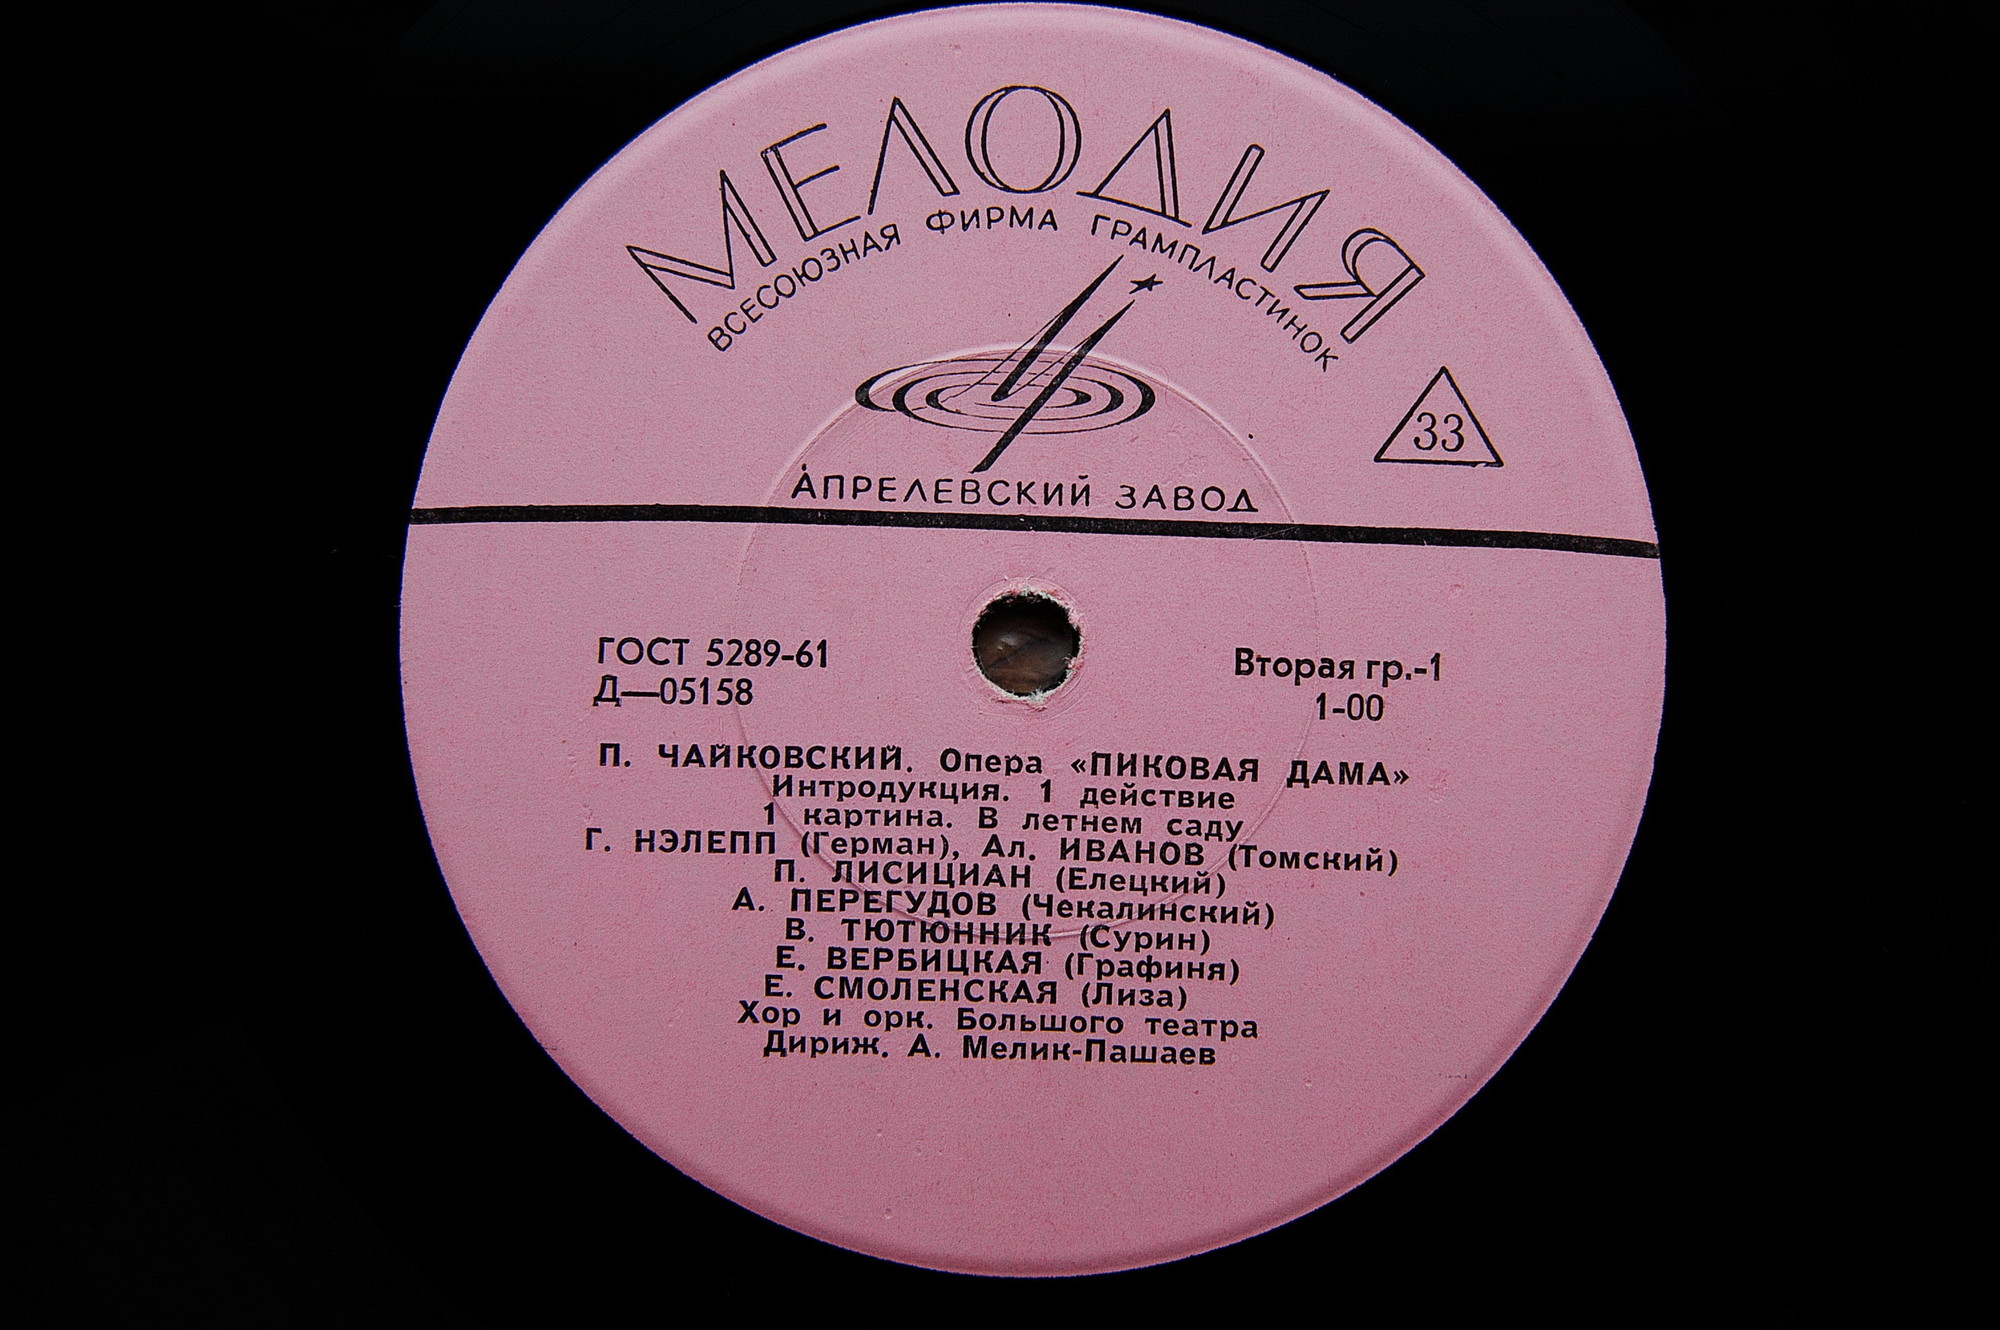 МЕЛОДИЯ
ВСЕСОЮЗНАЯ ФИРМА ГРАМПЛАСТИНОК
33
АПРЕЛЕВСКИЙ ЗАВОД
ГОСТ 5289-61
Д—05158
Вторая гр.-1
1-00
П. ЧАЙКОВСКИЙ. Опера «ПИКОВАЯ ДАМА»
Интродукция. 1 действие
1 картина. В летнем саду
Г. НЭЛЕПП (Герман), Ал. ИВАНОВ (Томский)
П. ЛИСИЦИАН (Елецкий)
А. ПЕРЕГУДОВ (Чекалинский)
В. ТЮТЮННИК (Сурин)
Е. ВЕРБИЦКАЯ (Графиня)
Е. СМОЛЕНСКАЯ (Лиза)
Хор и орк. Большого театра
Дириж. А. Мелик-Пашаев